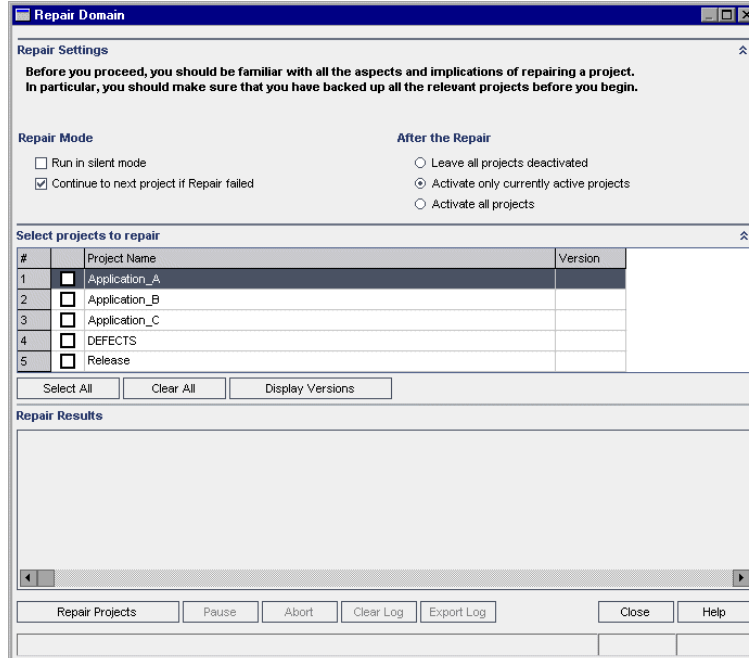 Repair Domain
Repair Settings
Before you proceed, you should be familiar with all the aspects and implications of repairing a project.
In particular, you should make sure that you have backed up all the relevant projects before you begin.
Repair Mode
After the Repair
Run in silent mode
Leave all projects deactivated
Continue to next project if Repair failed
Activate only currently active projects
Activate all projects
Select projects to repair
# Project Name Version
1 Application_A
2 Application_B
3 Application_C
4 DEFECTS
5 Release
Select All Clear All Display Versions
Repair Results
Repair Projects Pause Abort Clear Log Export Log Close Help